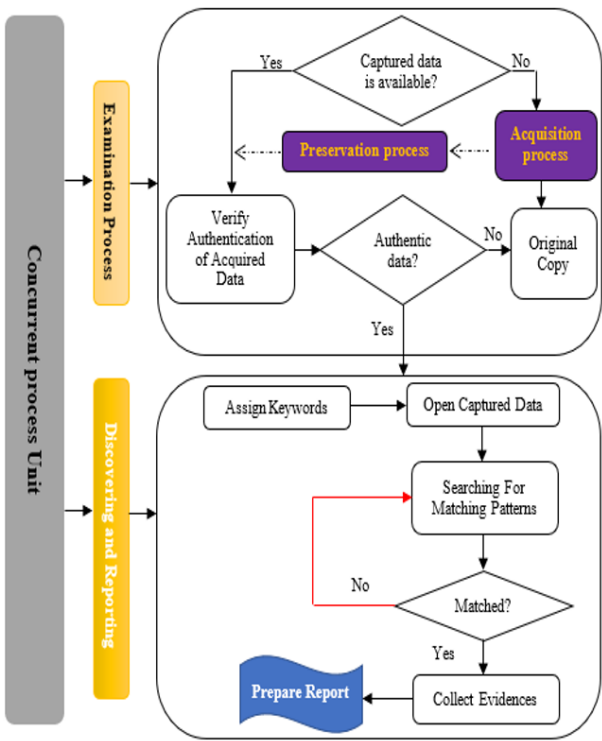 Concurrent process Unit
Examination Process
Captured data
is available?
Yes
No
Preservation process
Acquisition
process
Verify
Authentication
of Acquired
Data
Authentic
data?
No
Original
Copy
Yes
Discovering and Reporting
Assign Keywords
Open Captured Data
Searching For
Matching Patterns
No
Matched?
Yes
Prepare Report
Collect Evidences